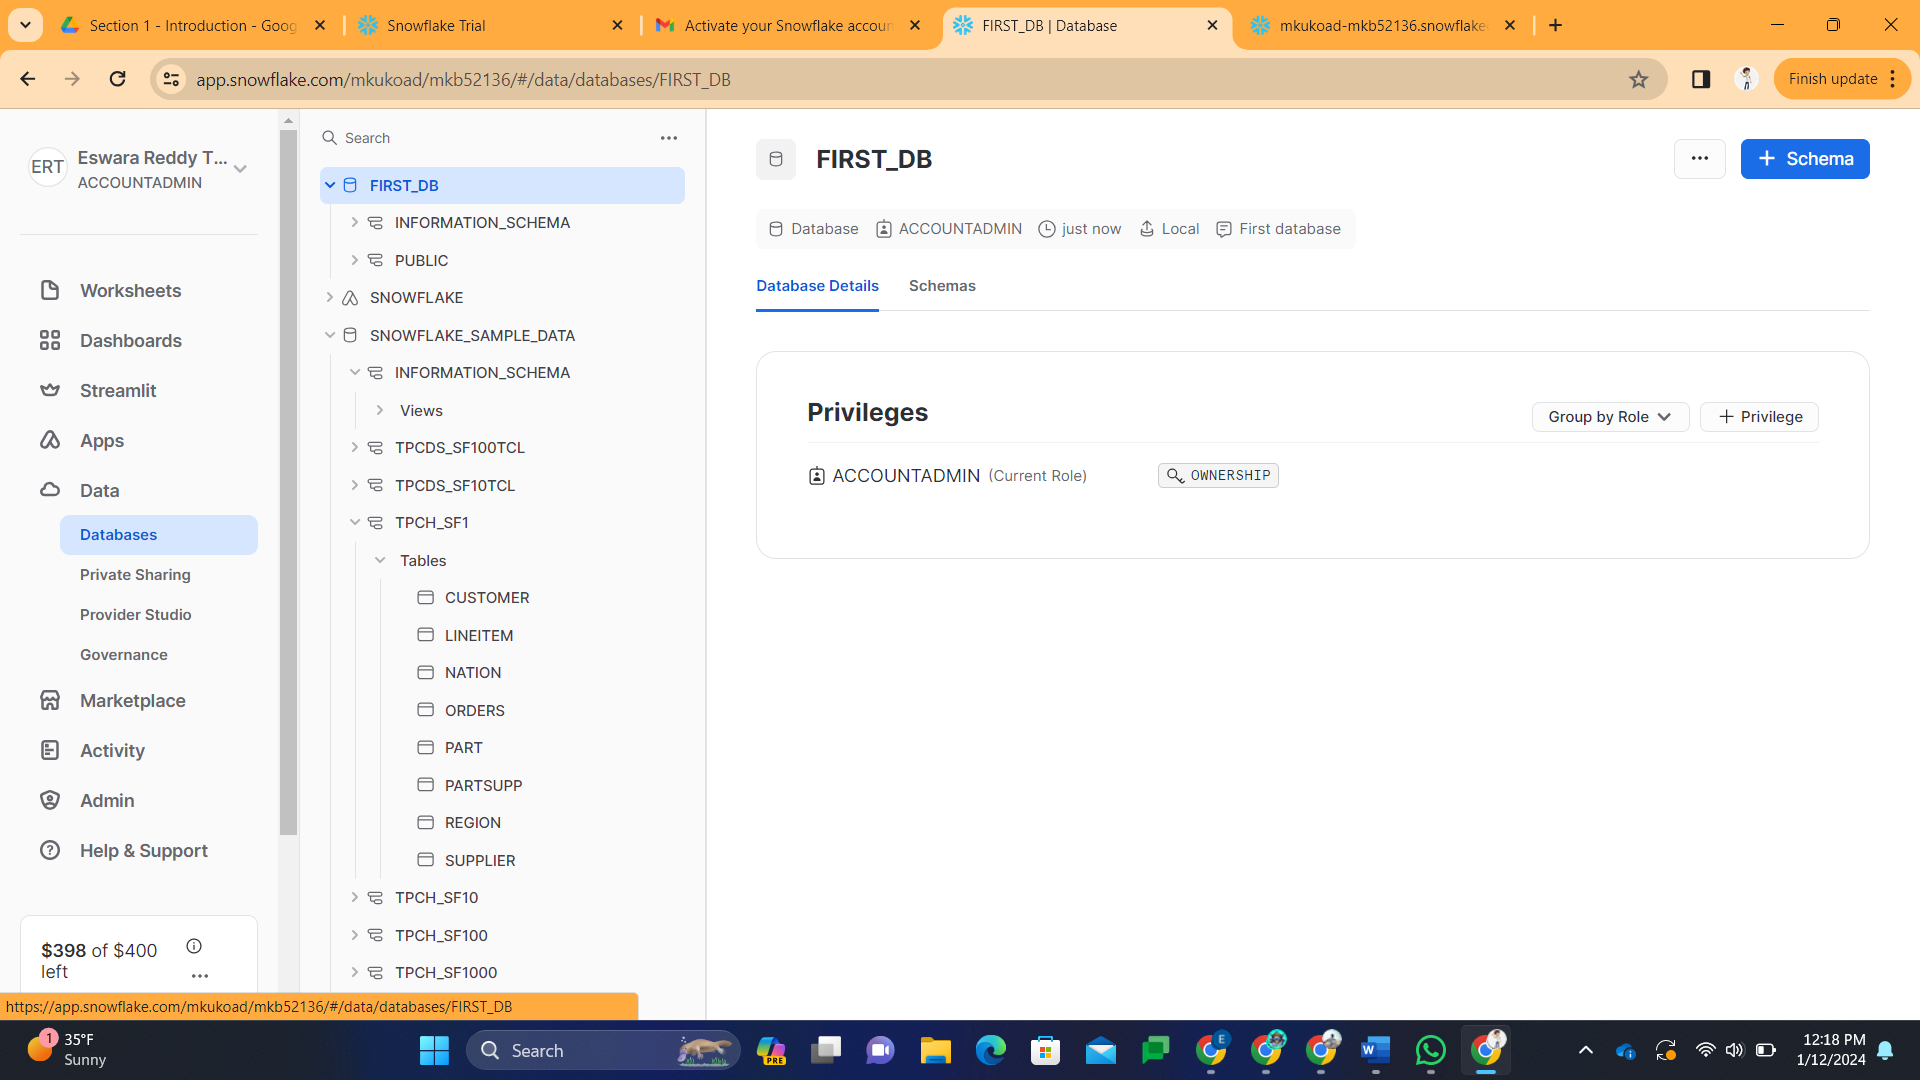 Section 1 - Introduction - Goog
Snowflake Trial
Activate your Snowflake accoun
FIRST_DB | Database
mkukoad-mkb52136.snowflake
app.snowflake.com/mkukoad/mkb52136/#/data/databases/FIRST_DB
Finish update
ERT
Eswara Reddy T...
ACCOUNTADMIN
Worksheets
Dashboards
Streamlit
Apps
Data
Databases
Private Sharing
Provider Studio
Governance
Marketplace
Activity
Admin
Help & Support
$398 of $400
left
Search
FIRST_DB
INFORMATION_SCHEMA
PUBLIC
SNOWFLAKE
SNOWFLAKE_SAMPLE_DATA
INFORMATION_SCHEMA
Views
TPCDS_SF100TCL
TPCDS_SF10TCL
TPCH_SF1
Tables
CUSTOMER
LINEITEM
NATION
ORDERS
PART
PARTSUPP
REGION
SUPPLIER
TPCH_SF10
TPCH_SF100
TPCH_SF1000
FIRST_DB
+ Schema
Database ACCOUNTADMIN just now Local First database
Database Details Schemas
Privileges
Group by Role + Privilege
ACCOUNTADMIN (Current Role) OWNERSHIP
https://app.snowflake.com/mkukoad/mkb52136/#/data/databases/FIRST_DB
1
35°F
Sunny
Search
PRE
E
12:18 PM
1/12/2024